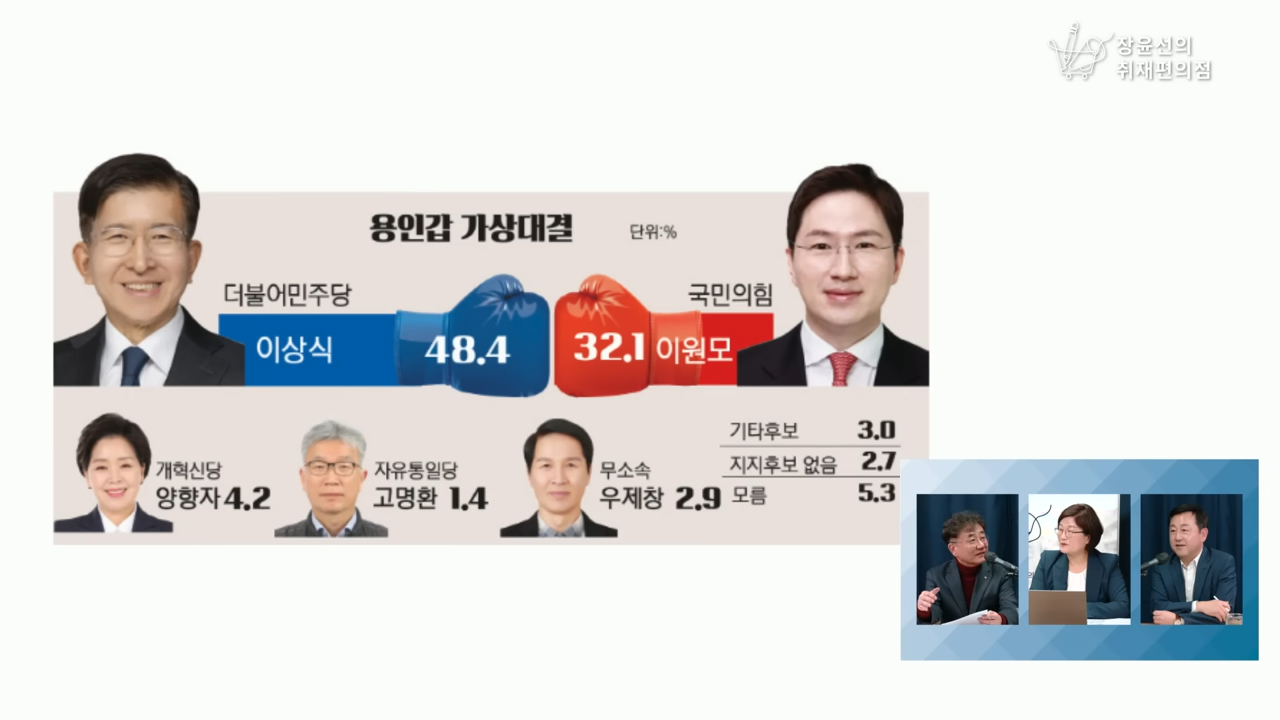 장윤선의
취재편의점
용인갑 가상대결
단위:%
더불어민주당
국민의힘
이상식 48.4
32.1 이원모
개혁신당
양향자 4.2
자유통일당
고명환 1.4
무소속
우제창 2.9
기타후보 3.0
지지후보 없음 2.7
모름 5.3